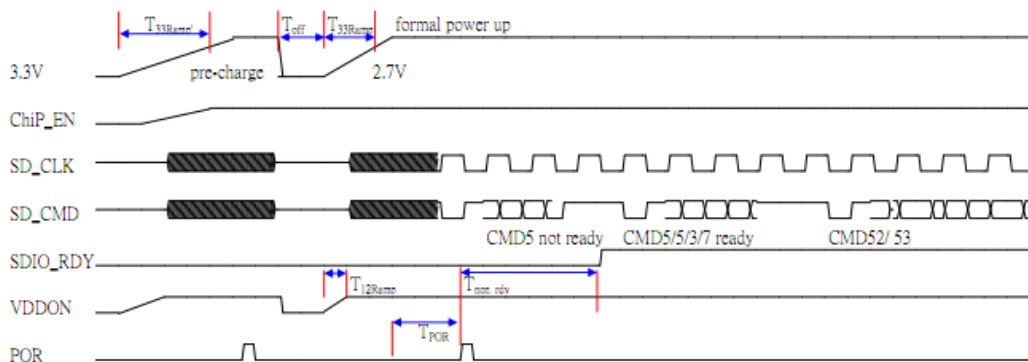 T33Ramp' Toff T33Ramp formal power up
3.3V pre-charge 2.7V
ChiP_EN
SD_CLK
SD_CMD
CMD5 not ready CMD5/5/3/7 ready CMD52/ 53
SDIO_RDY
T12Ramp Tnon_rdy
VDDON
TPOR
POR